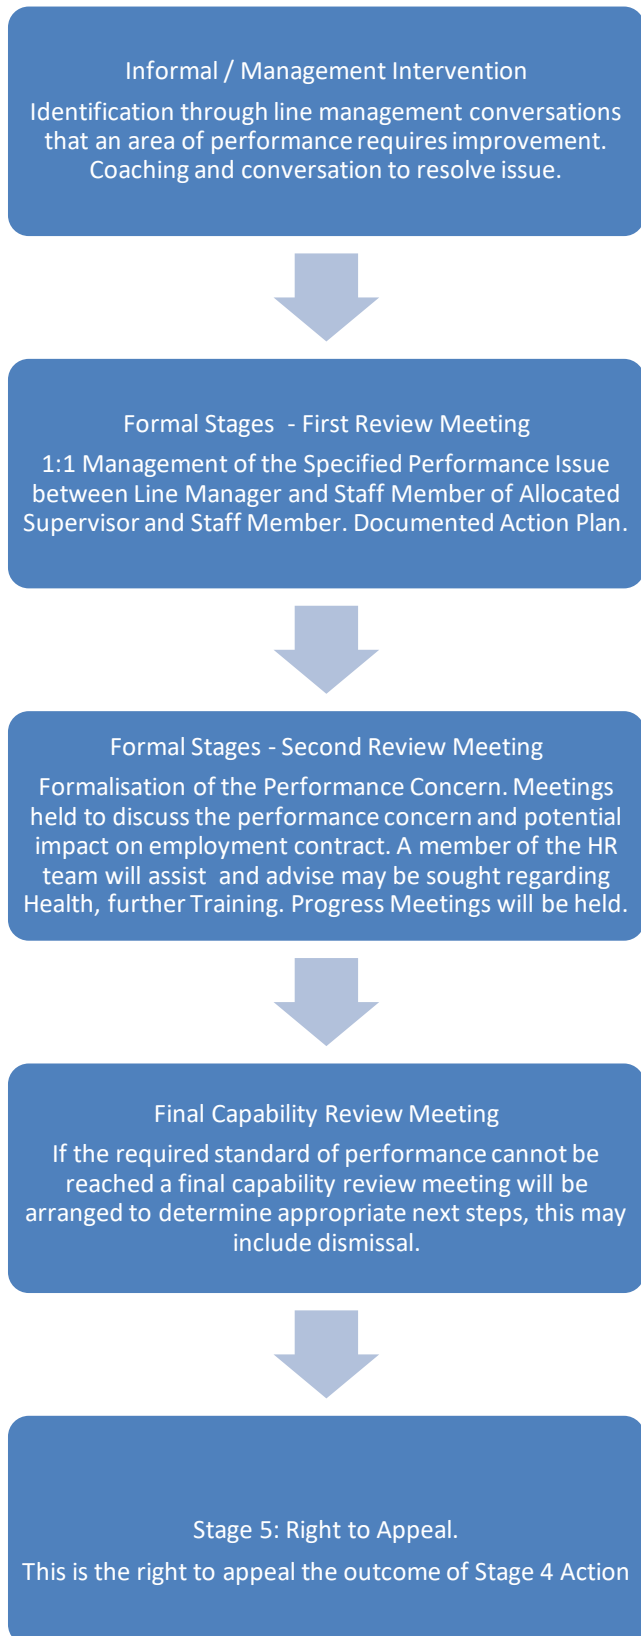 Informal / Management Intervention
Identification through line management conversations
that an area of performance requires improvement.
Coaching and conversation to resolve issue.
Formal Stages - First Review Meeting
1:1 Management of the Specified Performance Issue
between Line Manager and Staff Member of Allocated
Supervisor and Staff Member. Documented Action Plan.
Formal Stages - Second Review Meeting
Formalisation of the Performance Concern. Meetings
held to discuss the performance concern and potential
impact on employment contract. A member of the HR
team will assist and advise may be sought regarding
Health, further Training. Progress Meetings will be held.
Final Capability Review Meeting
If the required standard of performance cannot be
reached a final capability review meeting will be
arranged to determine appropriate next steps, this may
include dismissal.
Stage 5: Right to Appeal.
This is the right to appeal the outcome of Stage 4 Action